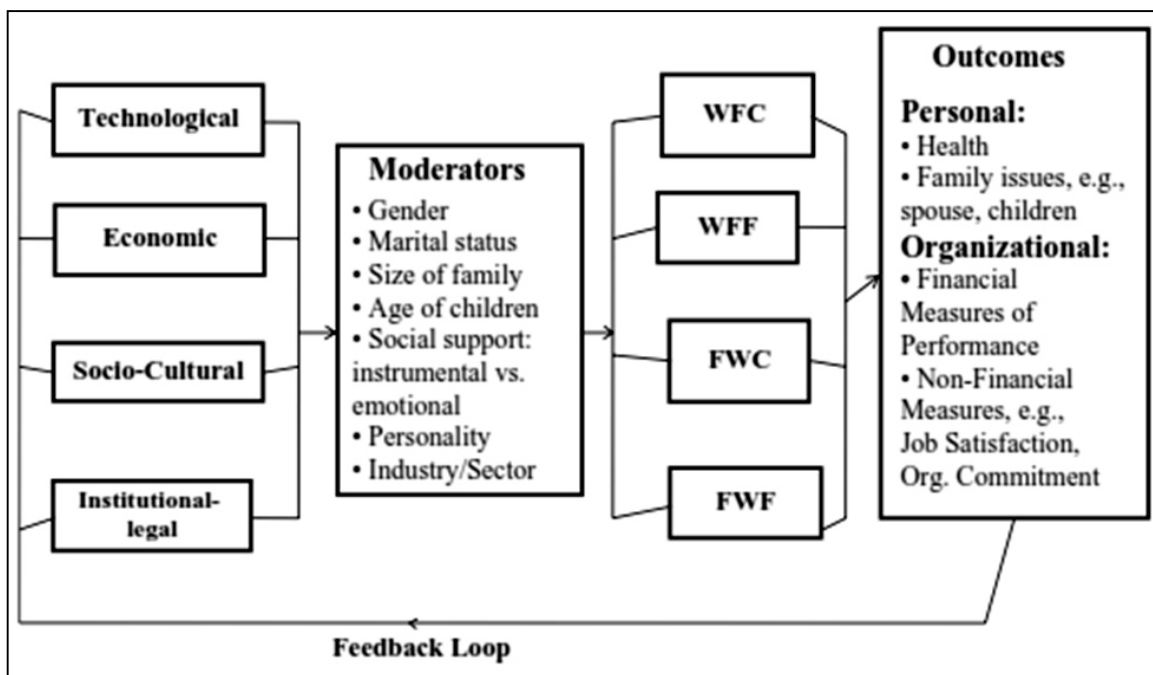 Technological
Economic
Socio-Cultural
Institutional-
legal
Moderators
• Gender
• Marital status
• Size of family
• Age of children
• Social support:
instrumental vs.
emotional
• Personality
• Industry/Sector
WFC
WFF
FWC
FWF
Outcomes
Personal:
• Health
• Family issues, e.g.,
spouse, children
Organizational:
• Financial
Measures of
Performance
• Non-Financial
Measures, e.g.,
Job Satisfaction,
Org. Commitment
Feedback Loop